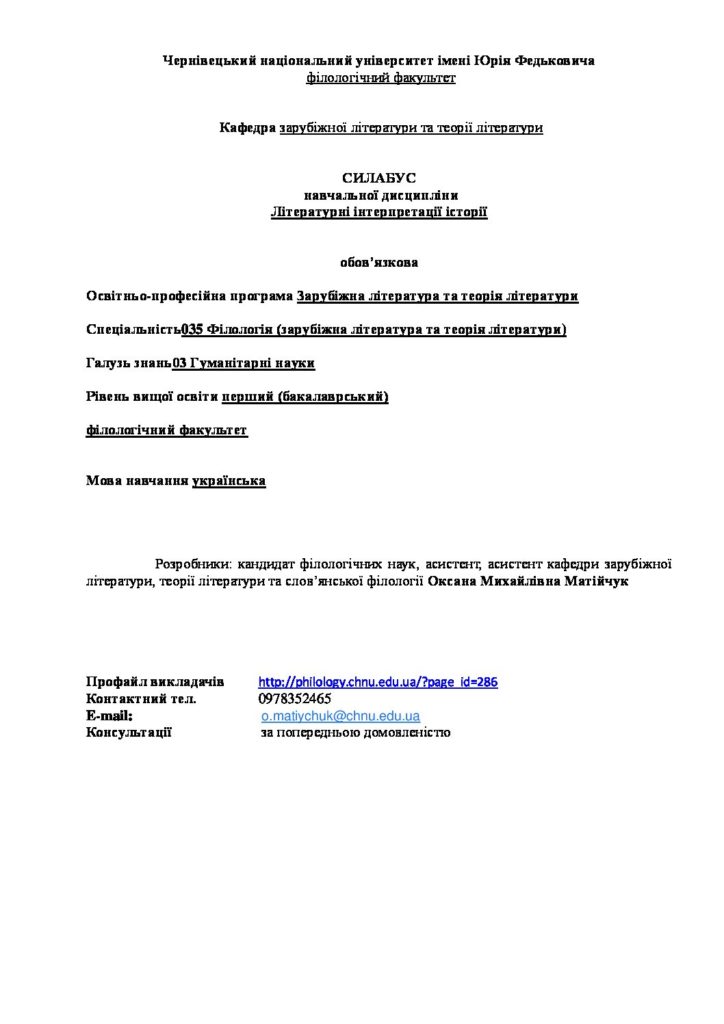 Чернівецький національний університет імені Юрія Федьковича
філологічний факультет
Кафедра зарубіжної літератури та теорії літератури
СИЛАБУС
навчальної дисципліни
Літературні інтерпретації історії
обов’язкова
Освітньо-професійна програма Зарубіжна література та теорія літератури
Спеціальність035 Філологія (зарубіжна література та теорія літератури)
Галузь знань03 Гуманітарні науки
Рівень вищої освіти перший (бакалаврський)
філологічний факультет
Мова навчання українська
Розробники: кандидат філологічних наук, асистент, асистент кафедри зарубіжної
літератури, теорії літератури та слов’янської філології Оксана Михайлівна Матійчук
Профайл викладачів http://philology.chnu.edu.ua/?page_id=286
Контактний тел. 0978352465
E-mail: o.matiychuk@chnu.edu.ua
Консультації за попередньою домовленістю